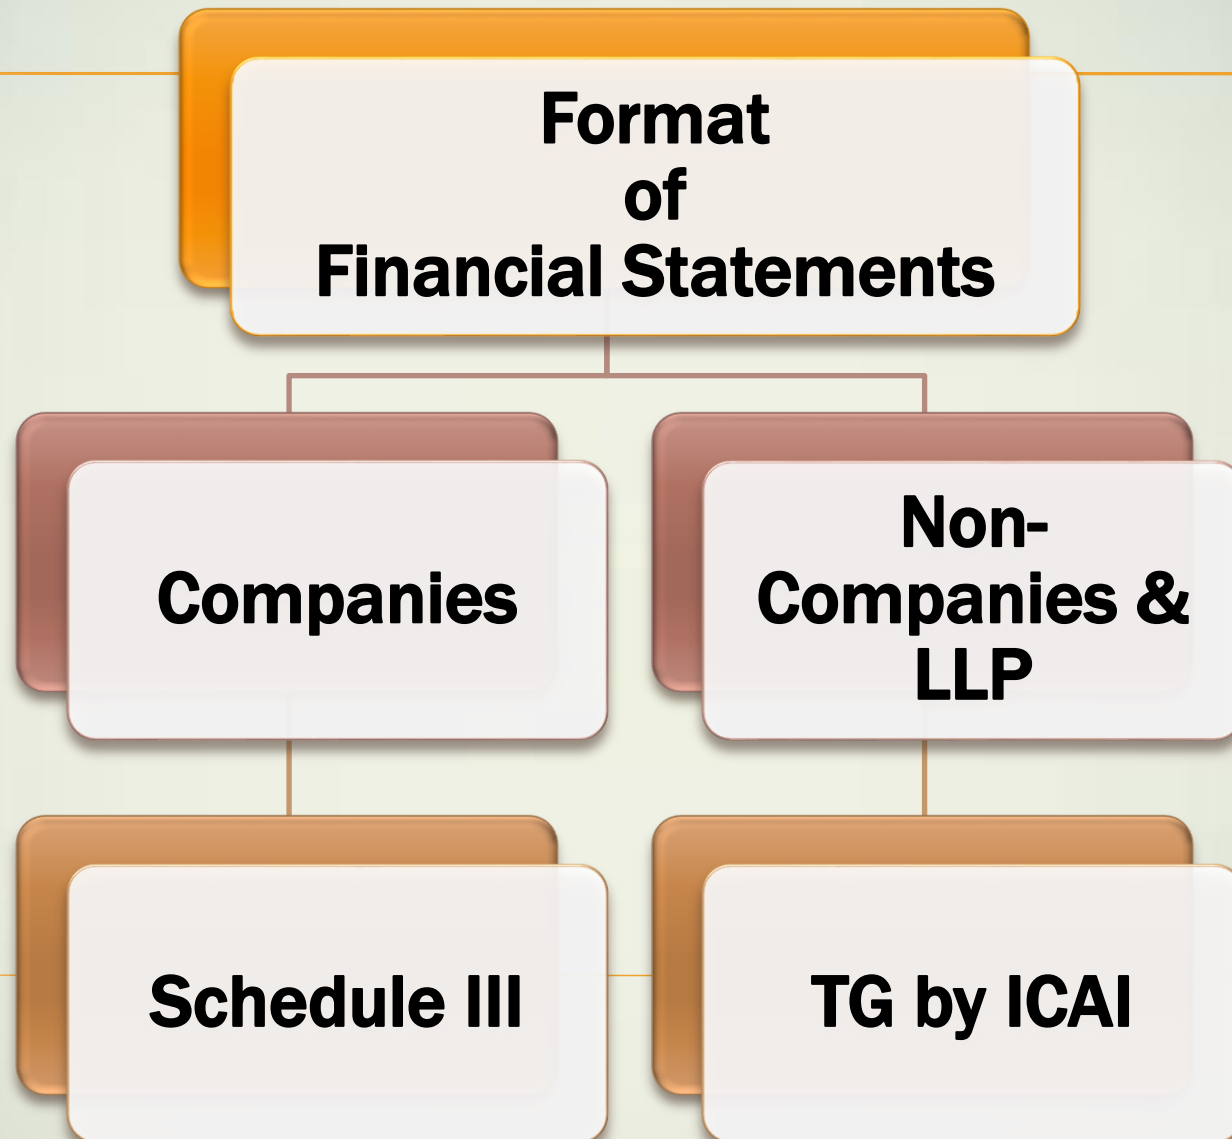 Format
of
Financial Statements
Companies
Non-
Companies &
LLP
Schedule III
TG by ICAI